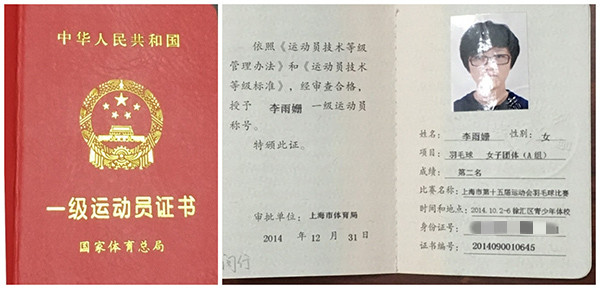 中华人民共和国
一级运动员证书
国家体育总局
依照《运动员技术等级
管理办法》和《运动员技术
等级标准》，经审查合格，
授予 李雨姗 一级运动员
称号。
特颁此证。
审批单位：上海市体育局
2014 年 12 月 31 日
闵行
姓名： 李雨姗 性别： 女
项目： 羽毛球 女子团体（A组）
成绩： 第二名
比赛名称：上海市第十五届运动会羽毛球比赛
时间和地点：2014.10.2-6徐汇区青少年体校
身份证号：
证书编号：2014090010645